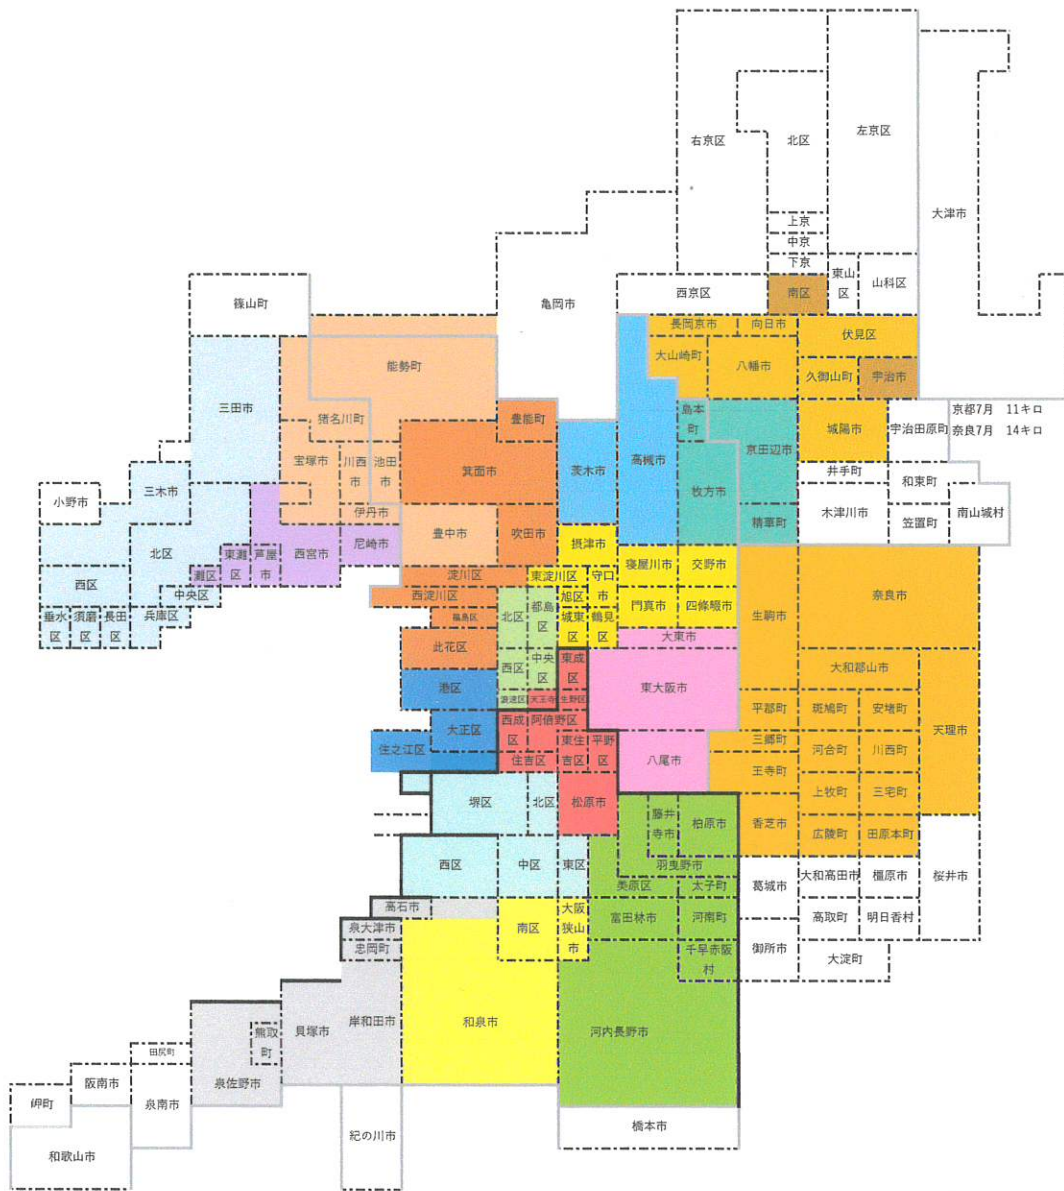 左京区
右京区
北区
大津市
上京
中京
下京
東山
区
山科区
西京区
南区
亀岡市
篠山町
長岡京市
向日市
伏見区
大山崎町
八幡市
久御山町
宇治市
能勢町
三田市
猪名川町
豊能町
島本
町
城陽市
宇治田原町
京都7月 11キロ
奈良7月 14キロ
京田辺市
宝塚市
川西
市
池田
市
箕面市
茨木市
高槻市
枚方市
井手町
和束町
小野市
三木市
木津川市
笠置町
南山城村
伊丹市
精華町
北区
東灘
区
芦屋
市
西宮市
尼崎市
豊中市
吹田市
摂津市
寝屋川市
交野市
西区
灘区
中央区
淀川区
東淀川区
守口
市
生駒市
奈良市
西淀川区
北区
都島
区
旭区
門真市
四條畷市
垂水
区
須磨
区
長田
区
兵庫区
福島区
城東
区
鶴見
区
此花区
西区
中央
区
東成
区
大東市
東大阪市
大和郡山市
港区
浪速区
天王寺
生野区
平郡町
斑鳩町
安堵町
天理市
大正区
西成
区
阿倍野区
住之江区
住吉区
東住
吉区
平野
区
八尾市
三郷町
王寺町
河合町
川西町
堺区
北区
松原市
上牧町
三宅町
藤井
寺市
柏原市
香芝市
広陵町
田原本町
西区
中区
東区
羽曳野市
美原区
太子町
葛城市
大和高田市
橿原市
桜井市
高石市
泉大津市
忠岡町
南区
大阪
狭山
市
富田林市
河南町
高取町
明日香村
千早赤阪
村
御所市
大淀町
熊取
町
貝塚市
岸和田市
和泉市
河内長野市
田尻町
泉佐野市
阪南市
岬町
泉南市
紀の川市
橋本市
和歌山市